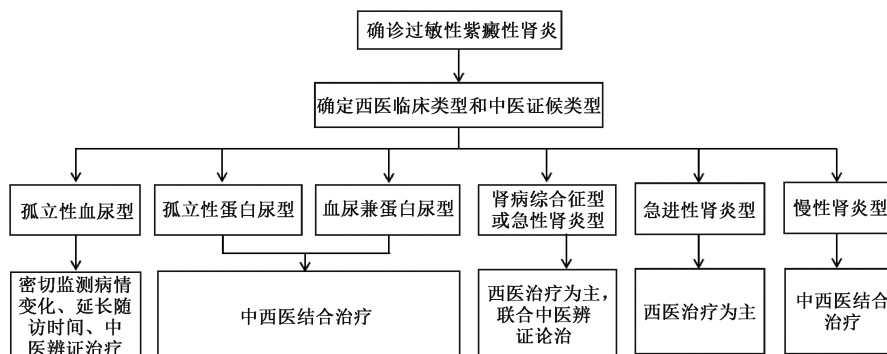 确诊过敏性紫癜性肾炎
确定西医临床类型和中医证候类型
孤立性血尿型
孤立性蛋白尿型
血尿兼蛋白尿型
肾病综合征型
或急性肾炎型
急进性肾炎型
慢性肾炎型
密切监测病情
变化、延长随
访时间、中
医辨证治疗
中西医结合治疗
西医治疗为主，
联合中医辨
证论治
西医治疗为主
中西医结合
治疗